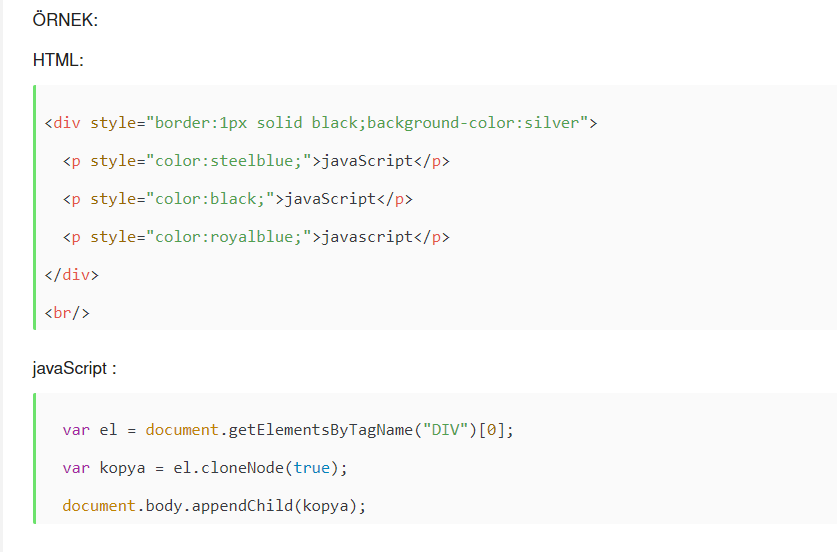 ÖRNEK:
HTML:
<div style="border:1px solid black;background-color:silver">
<p style="color:steelblue;">javaScript</p>
<p style="color:black;">javaScript</p>
<p style="color:royalblue;">javascript</p>
</div>
<br/>
javaScript :
var el = document.getElementsByTagName("DIV")[0];
var kopya = el.cloneNode(true);
document.body.appendChild(kopya);